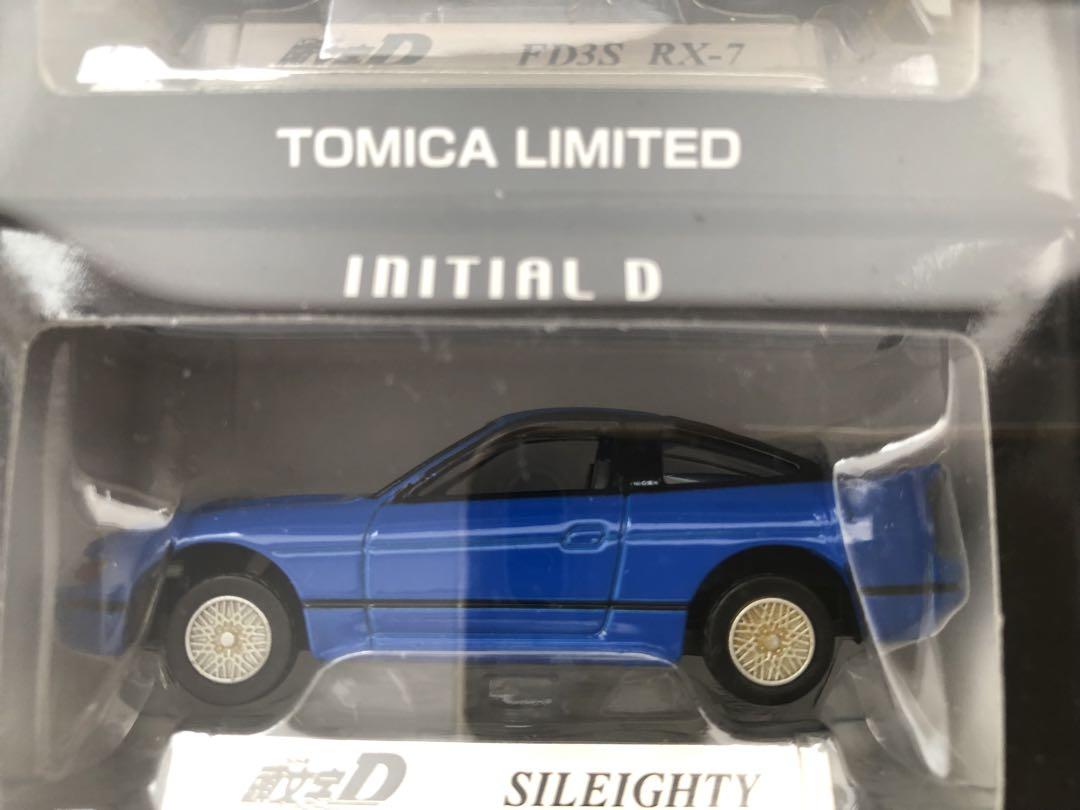 頭文字D FD3S RX-7
TOMICA LIMITED
INITIAL D
頭文字D SILEIGHTY